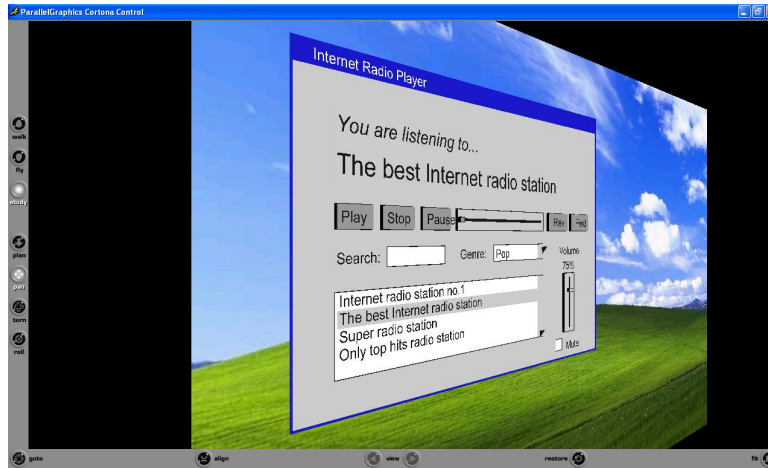 ParallelGraphics Cortona Control
Internet Radio Player
You are listening to...
The best Internet radio station
Play Stop Pause Rev Fwd
Search: Genre: Pop Volume
75%
Internet radio station no.1
The best Internet radio station
Super radio station
Only top hits radio station
Mute
walk
fly
study
plan
pan
turn
roll
goto align view restore fit